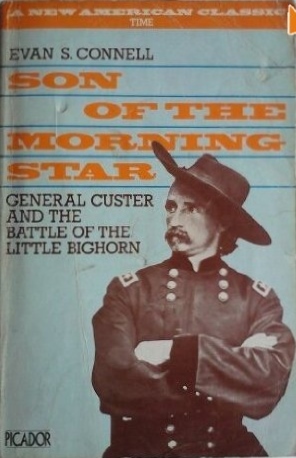 A NEW AMERICAN CLASSIC
TIME
EVAN S. CONNELL
SON
OF THE
MORNING
STAR
GENERAL CUSTER
AND THE
BATTLE OF THE
LITTLE BIGHORN
PICADOR